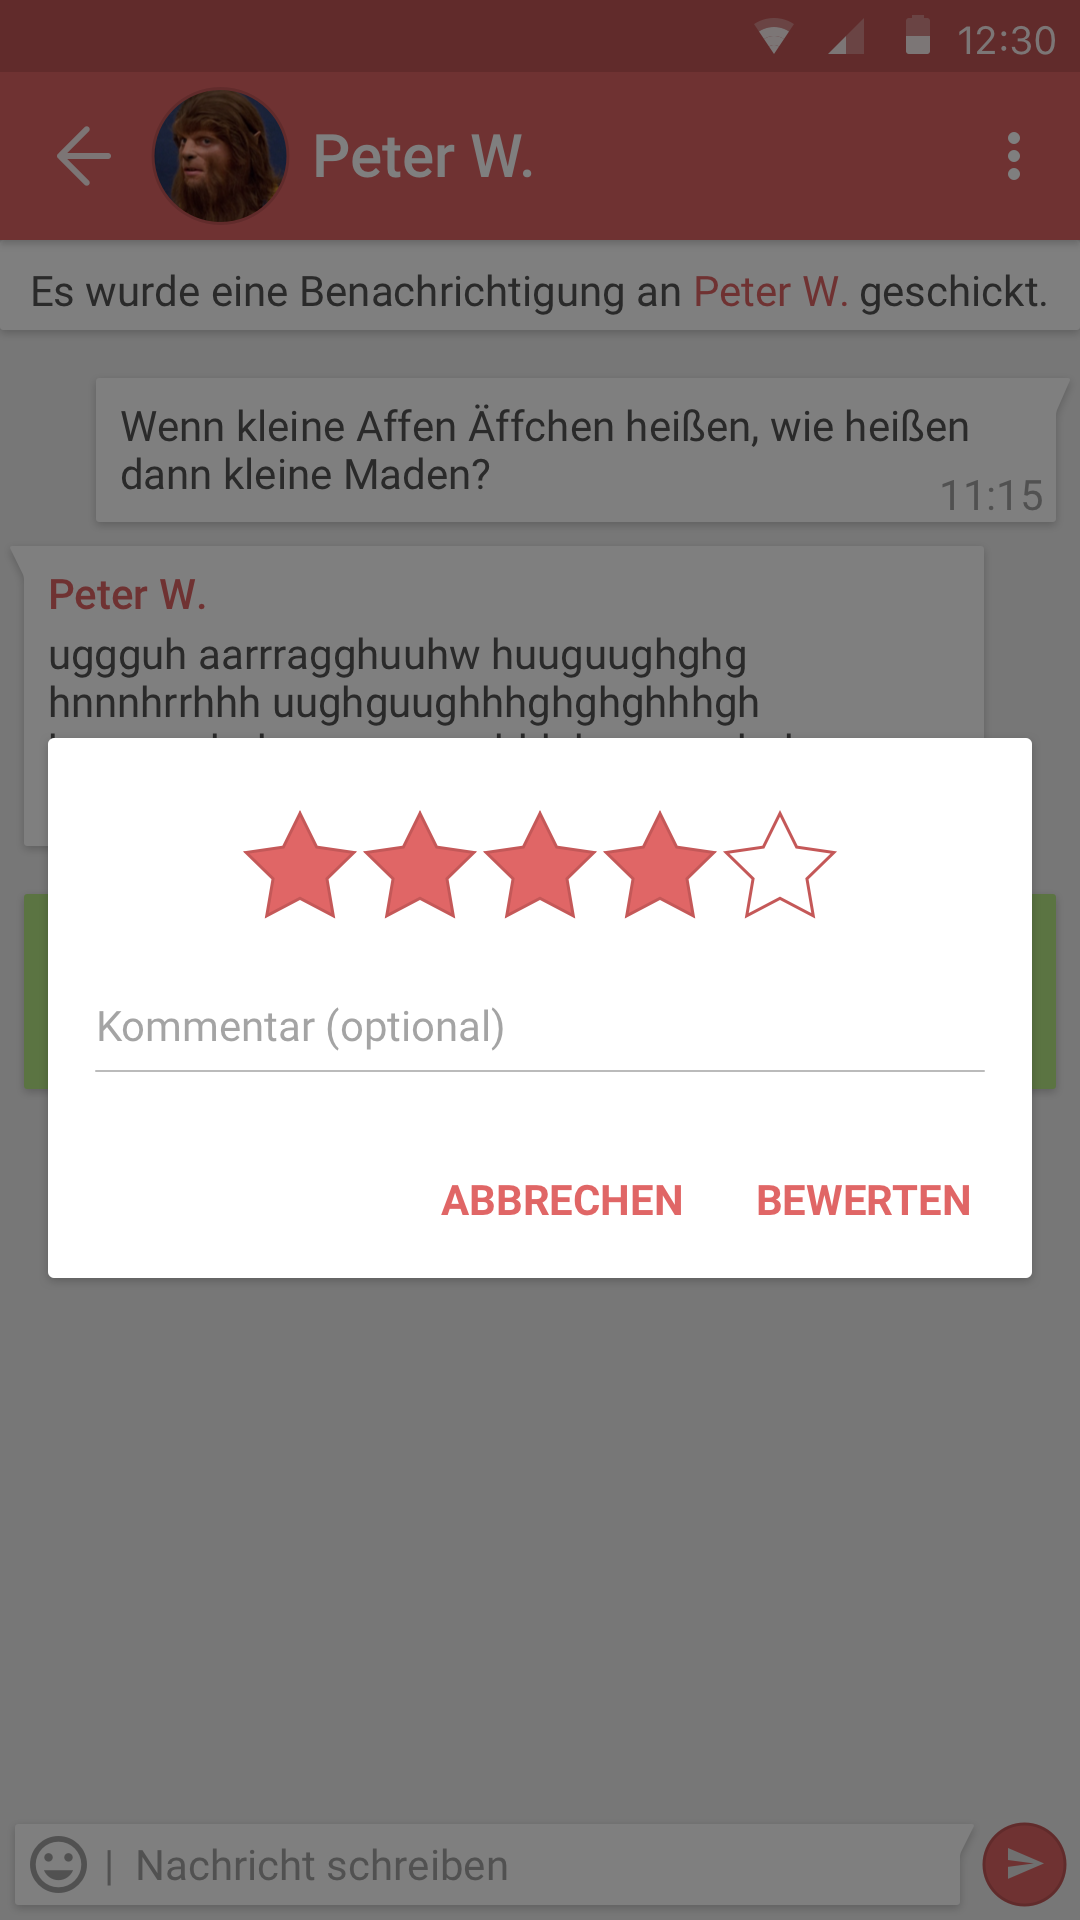 12:30
Peter W.
Es wurde eine Benachrichtigung an Peter W. geschickt.
Wenn kleine Affen Äffchen heißen, wie heißen
dann kleine Maden?
11:15
Peter W.
uggguh aarrragghuuhw huuguughghg
hnnnhrrhhh uughguughhhghghghhhgh
Kommentar (optional)
ABBRECHEN BEWERTEN
| Nachricht schreiben